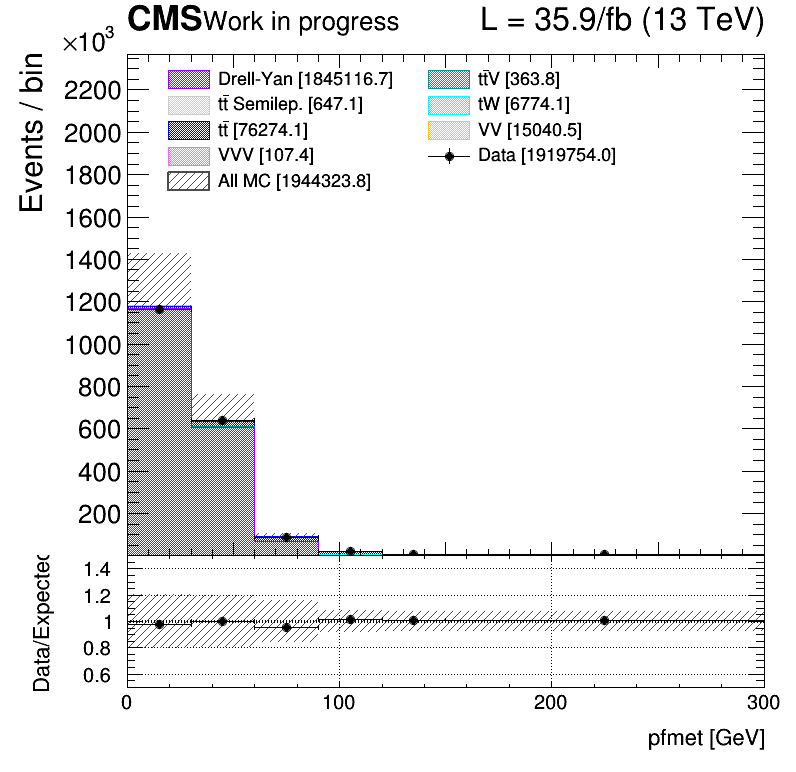 CMS Work in progress L = 35.9/fb (13 TeV)
×10³
Events / bin
Drell-Yan [1845116.7]
tt̄ Semilep. [647.1]
tt̄ [76274.1]
VVV [107.4]
All MC [1944323.8]
tt̄V [363.8]
tW [6774.1]
VV [15040.5]
Data [1919754.0]
2200
2000
1800
1600
1400
1200
1000
800
600
400
200
Data/Expected
1.4
1.2
1
0.8
0.6
0 100 200 300
pfmet [GeV]